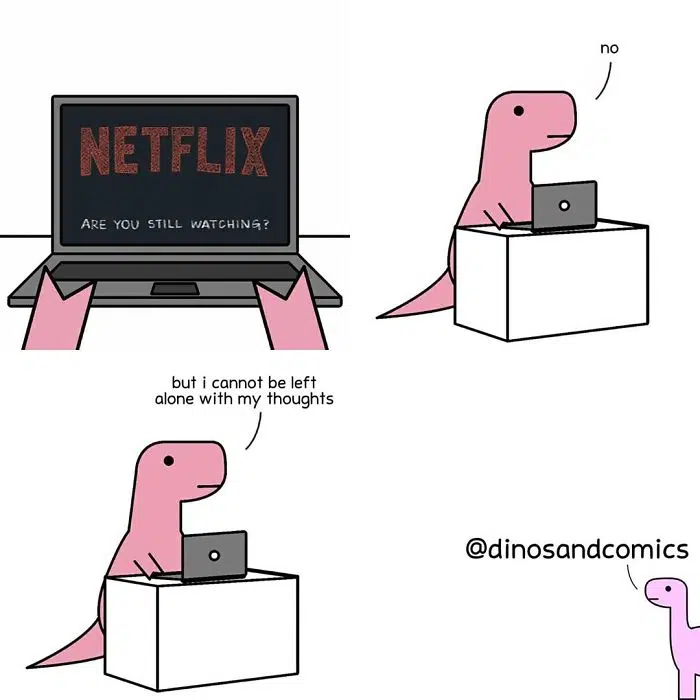 NETFLIX
ARE YOU STILL WATCHING?
no
but i cannot be left
alone with my thoughts
@dinosandcomics